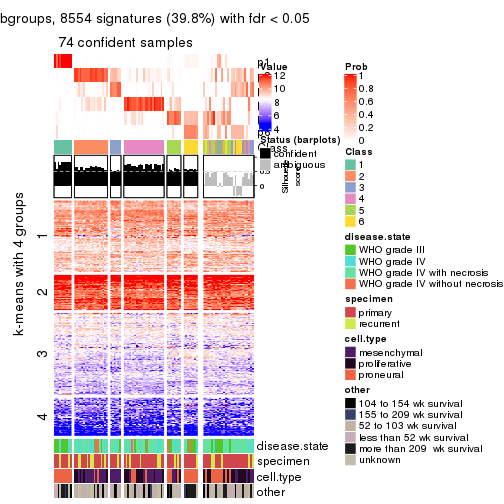 bgroups, 8554 signatures (39.8%) with fdr < 0.05
74 confident samples
p1
Value
12
10
8
6
4
Prob
1
0.8
0.6
0.4
0.2
0
Status (barplots)
confident
ambiguous
Class
0.5
0
Silhouette
score
Class
1
2
3
4
5
6
k-means with 4 groups
1
2
3
4
disease.state
WHO grade III
WHO grade IV
WHO grade IV with necrosis
WHO grade IV without necrosis
specimen
primary
recurrent
cell.type
mesenchymal
proliferative
proneural
other
104 to 154 wk survival
155 to 209 wk survival
52 to 103 wk survival
less than 52 wk survival
more than 209 wk survival
unknown
disease.state
specimen
cell.type
other